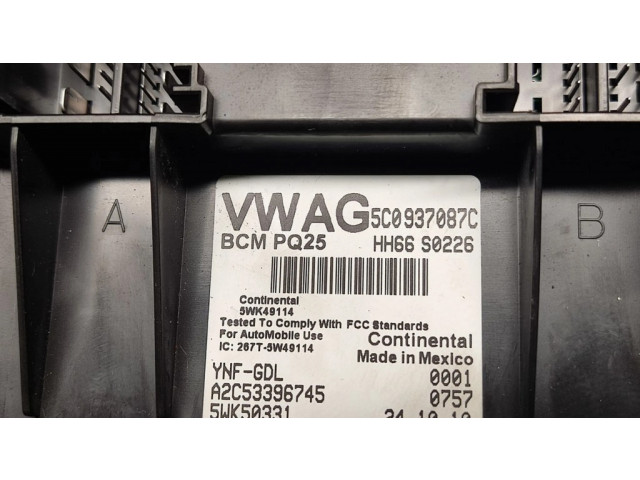 A
B
VWAG 5C0937087C
BCM PQ25 HH66 S0226
Continental
5WK49114
Tested To Comply With FCC Standards
For AutoMobile Use
IC: 267T-5W49114
Continental
Made in Mexico
YNF-GDL 0001
A2C53396745 0757
5WK50331